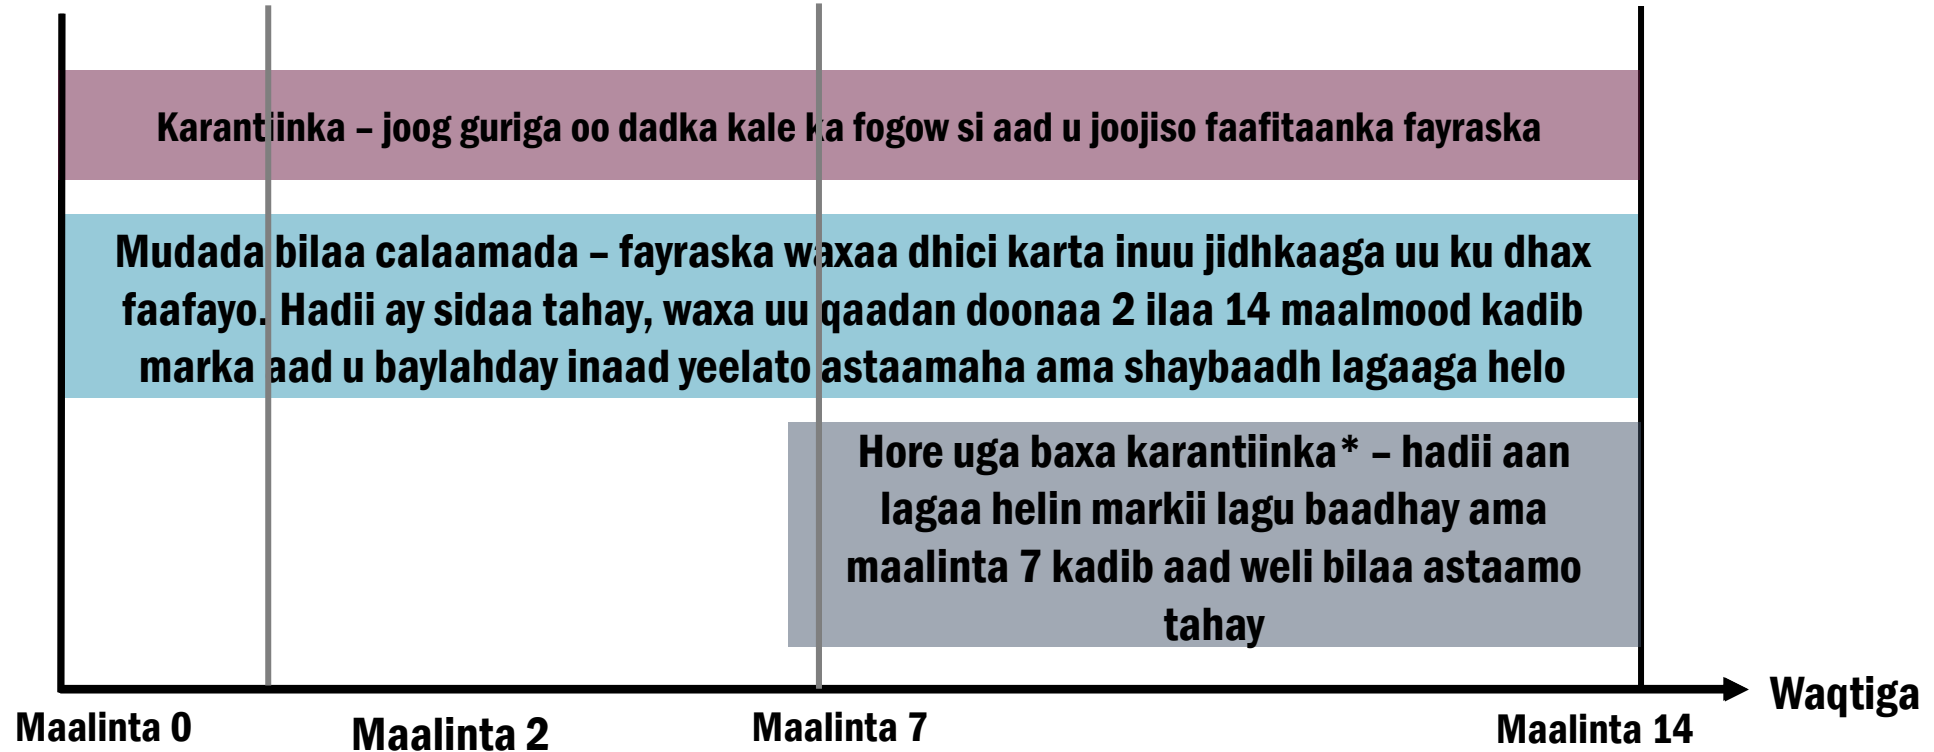 Karantiinka – joog guriga oo dadka kale ka fogow si aad u joojiso faafitaanka fayraska
Mudada bilaa calaamada – fayraska waxaa dhici karta inuu jidhkaaga uu ku dhax
faafayo. Hadii ay sidaa tahay, waxa uu qaadan doonaa 2 ilaa 14 maalmood kadib
marka aad u baylahday inaad yeelato astaamaha ama shaybaadh lagaaga helo
Hore uga baxa karantiinka* – hadii aan
lagaa helin markii lagu baadhay ama
maalinta 7 kadib aad weli bilaa astaamo
tahay
Waqtiga
Maalinta 0
Maalinta 2
Maalinta 7
Maalinta 14